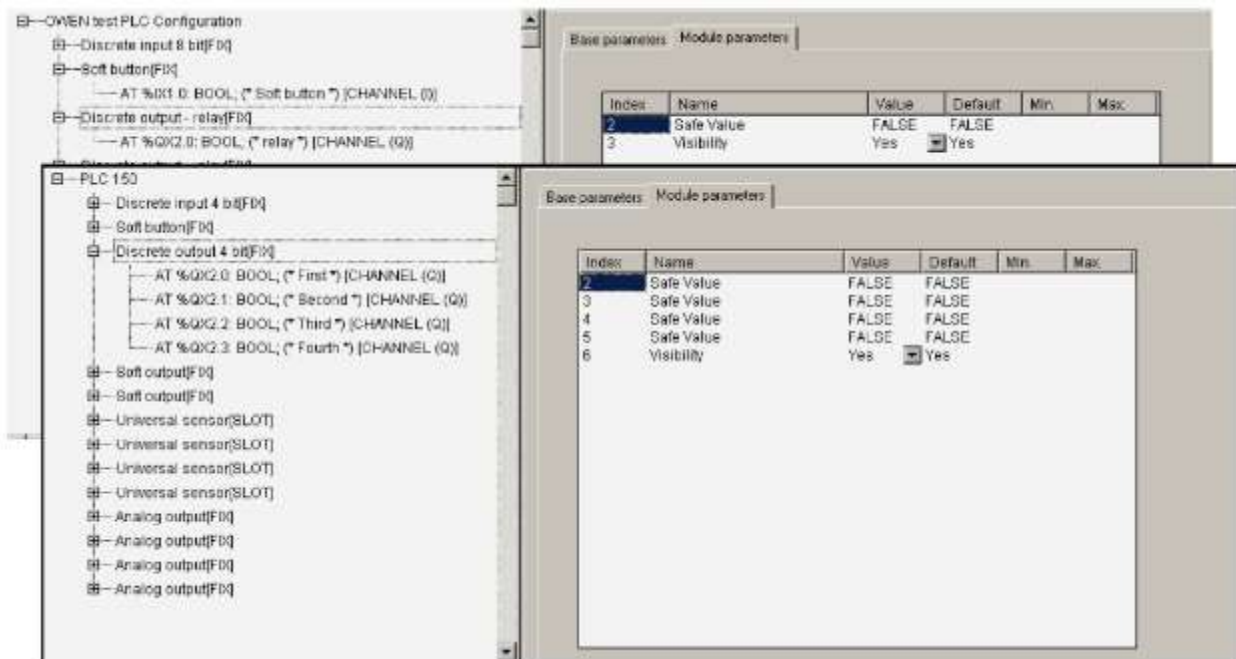 OWEN test PLC Configuration
Discrete input 8 bit[FIX]
Soft button[FIX]
AT %IX1.0: BOOL; (* Soft button *) [CHANNEL (I)]
Discrete output - relay[FIX]
AT %QX2.0: BOOL; (* relay *) [CHANNEL (Q)]
Discrete output - relay[FIX]
Base parameters Module parameters
Index Name Value Default Min. Max.
2 Safe Value FALSE FALSE
3 Visibility Yes Yes
PLC 150
Discrete input 4 bit[FIX]
Soft button[FIX]
Discrete output 4 bit[FIX]
AT %QX2.0: BOOL; (* First *) [CHANNEL (Q)]
AT %QX2.1: BOOL; (* Second *) [CHANNEL (Q)]
AT %QX2.2: BOOL; (* Third *) [CHANNEL (Q)]
AT %QX2.3: BOOL; (* Fourth *) [CHANNEL (Q)]
Soft output[FIX]
Soft output[FIX]
Universal sensor[SLOT]
Universal sensor[SLOT]
Universal sensor[SLOT]
Universal sensor[SLOT]
Analog output[FIX]
Analog output[FIX]
Analog output[FIX]
Analog output[FIX]
Base parameters Module parameters
Index Name Value Default Min. Max.
2 Safe Value FALSE FALSE
3 Safe Value FALSE FALSE
4 Safe Value FALSE FALSE
5 Safe Value FALSE FALSE
6 Visibility Yes Yes